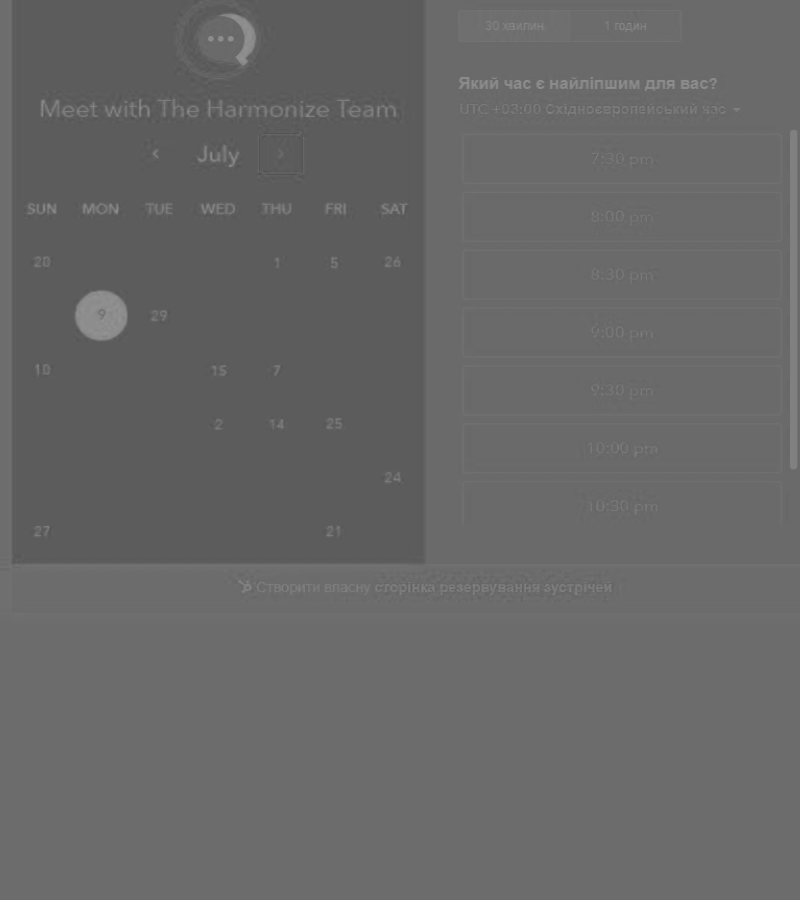 Meet with The Harmonize Team
July
SUN MON TUE WED THU FRI SAT
20 1 5 26
9 29
10 15 7
2 14 25
24
27 21
30 хвилин 1 годин
Який час є найліпшим для вас?
UTC +03:00 Східноєвропейський час
7:30 pm
8:00 pm
8:30 pm
9:00 pm
9:30 pm
10:00 pm
10:30 pm
Створити власну сторінка резервування зустрічей